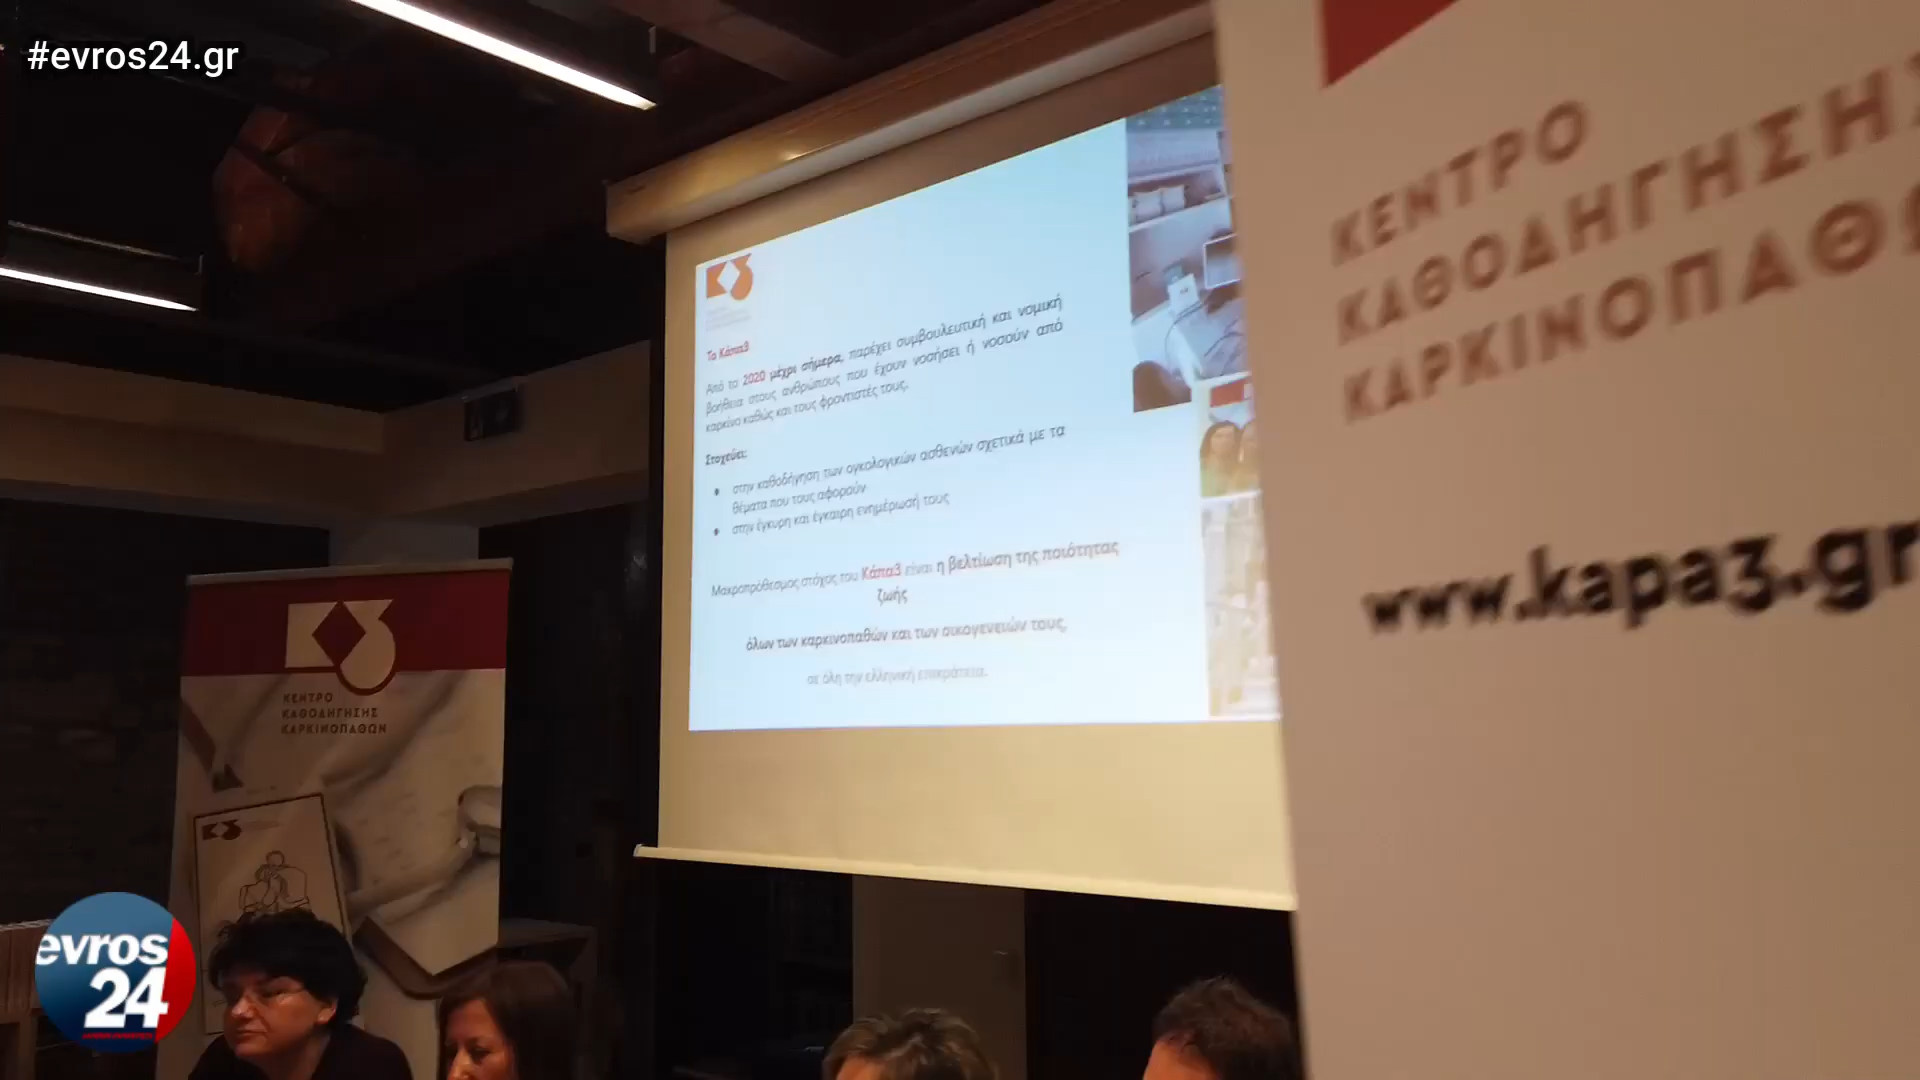 #evros24.gr
Κ3
Το Κάπα3
Από το 2020 μέχρι σήμερα, παρέχει συμβουλευτική και νομική
βοήθεια στους ανθρώπους που έχουν νοσήσει ή νοσούν από
καρκίνο καθώς και τους φροντιστές τους.
Στοχεύει:
• στην καθοδήγηση των ογκολογικών ασθενών σχετικά με τα
θέματα που τους αφορούν
• στην έγκυρη και έγκαιρη ενημέρωσή τους
Μακροπρόθεσμος στόχος του Κάπα3 είναι η βελτίωση της ποιότητας
ζωής
όλων των καρκινοπαθών και των οικογενειών τους,
σε όλη την ελληνική επικράτεια.
ΚΕΝΤΡΟ
ΚΑΘΟΔΗΓΗΣΗΣ
ΚΑΡΚΙΝΟΠΑΘΩ
www.kapa3.gr
Κ3
ΚΕΝΤΡΟ
ΚΑΘΟΔΗΓΗΣΗΣ
ΚΑΡΚΙΝΟΠΑΘΩΝ
Κ3
evros
24